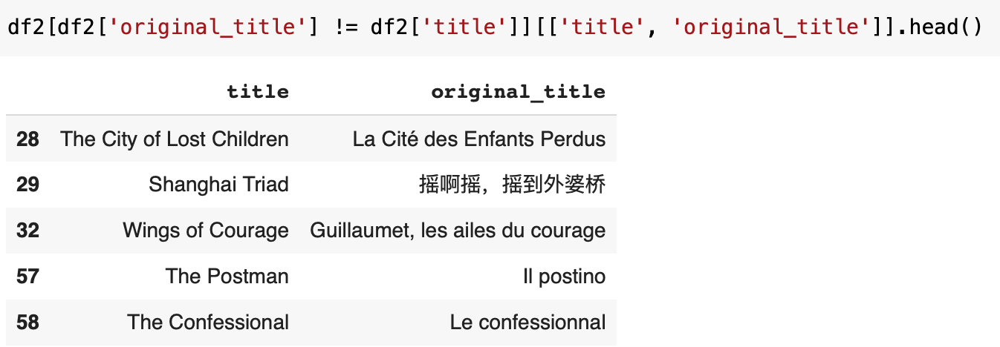 df2[df2['original_title'] != df2['title']][['title', 'original_title']].head()
title original_title
28 The City of Lost Children La Cité des Enfants Perdus
29 Shanghai Triad 摇啊摇，摇到外婆桥
32 Wings of Courage Guillaumet, les ailes du courage
57 The Postman Il postino
58 The Confessional Le confessionnal